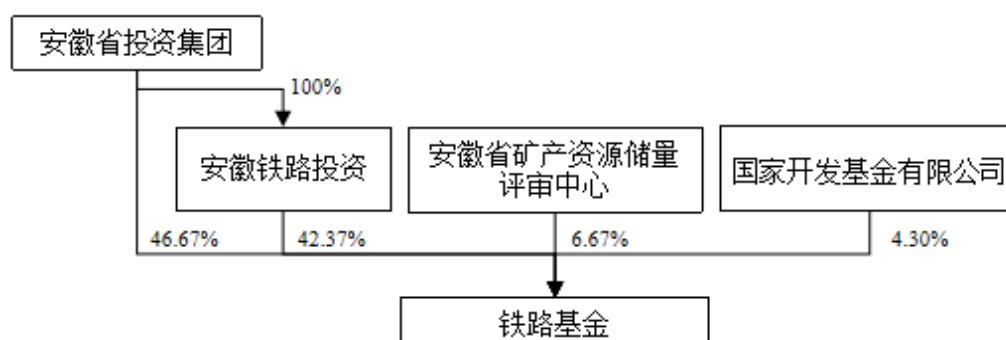 安徽省投资集团
100%
安徽铁路投资
安徽省矿产资源储量
评审中心
国家开发基金有限公司
46.67%
42.37%
6.67%
4.30%
铁路基金